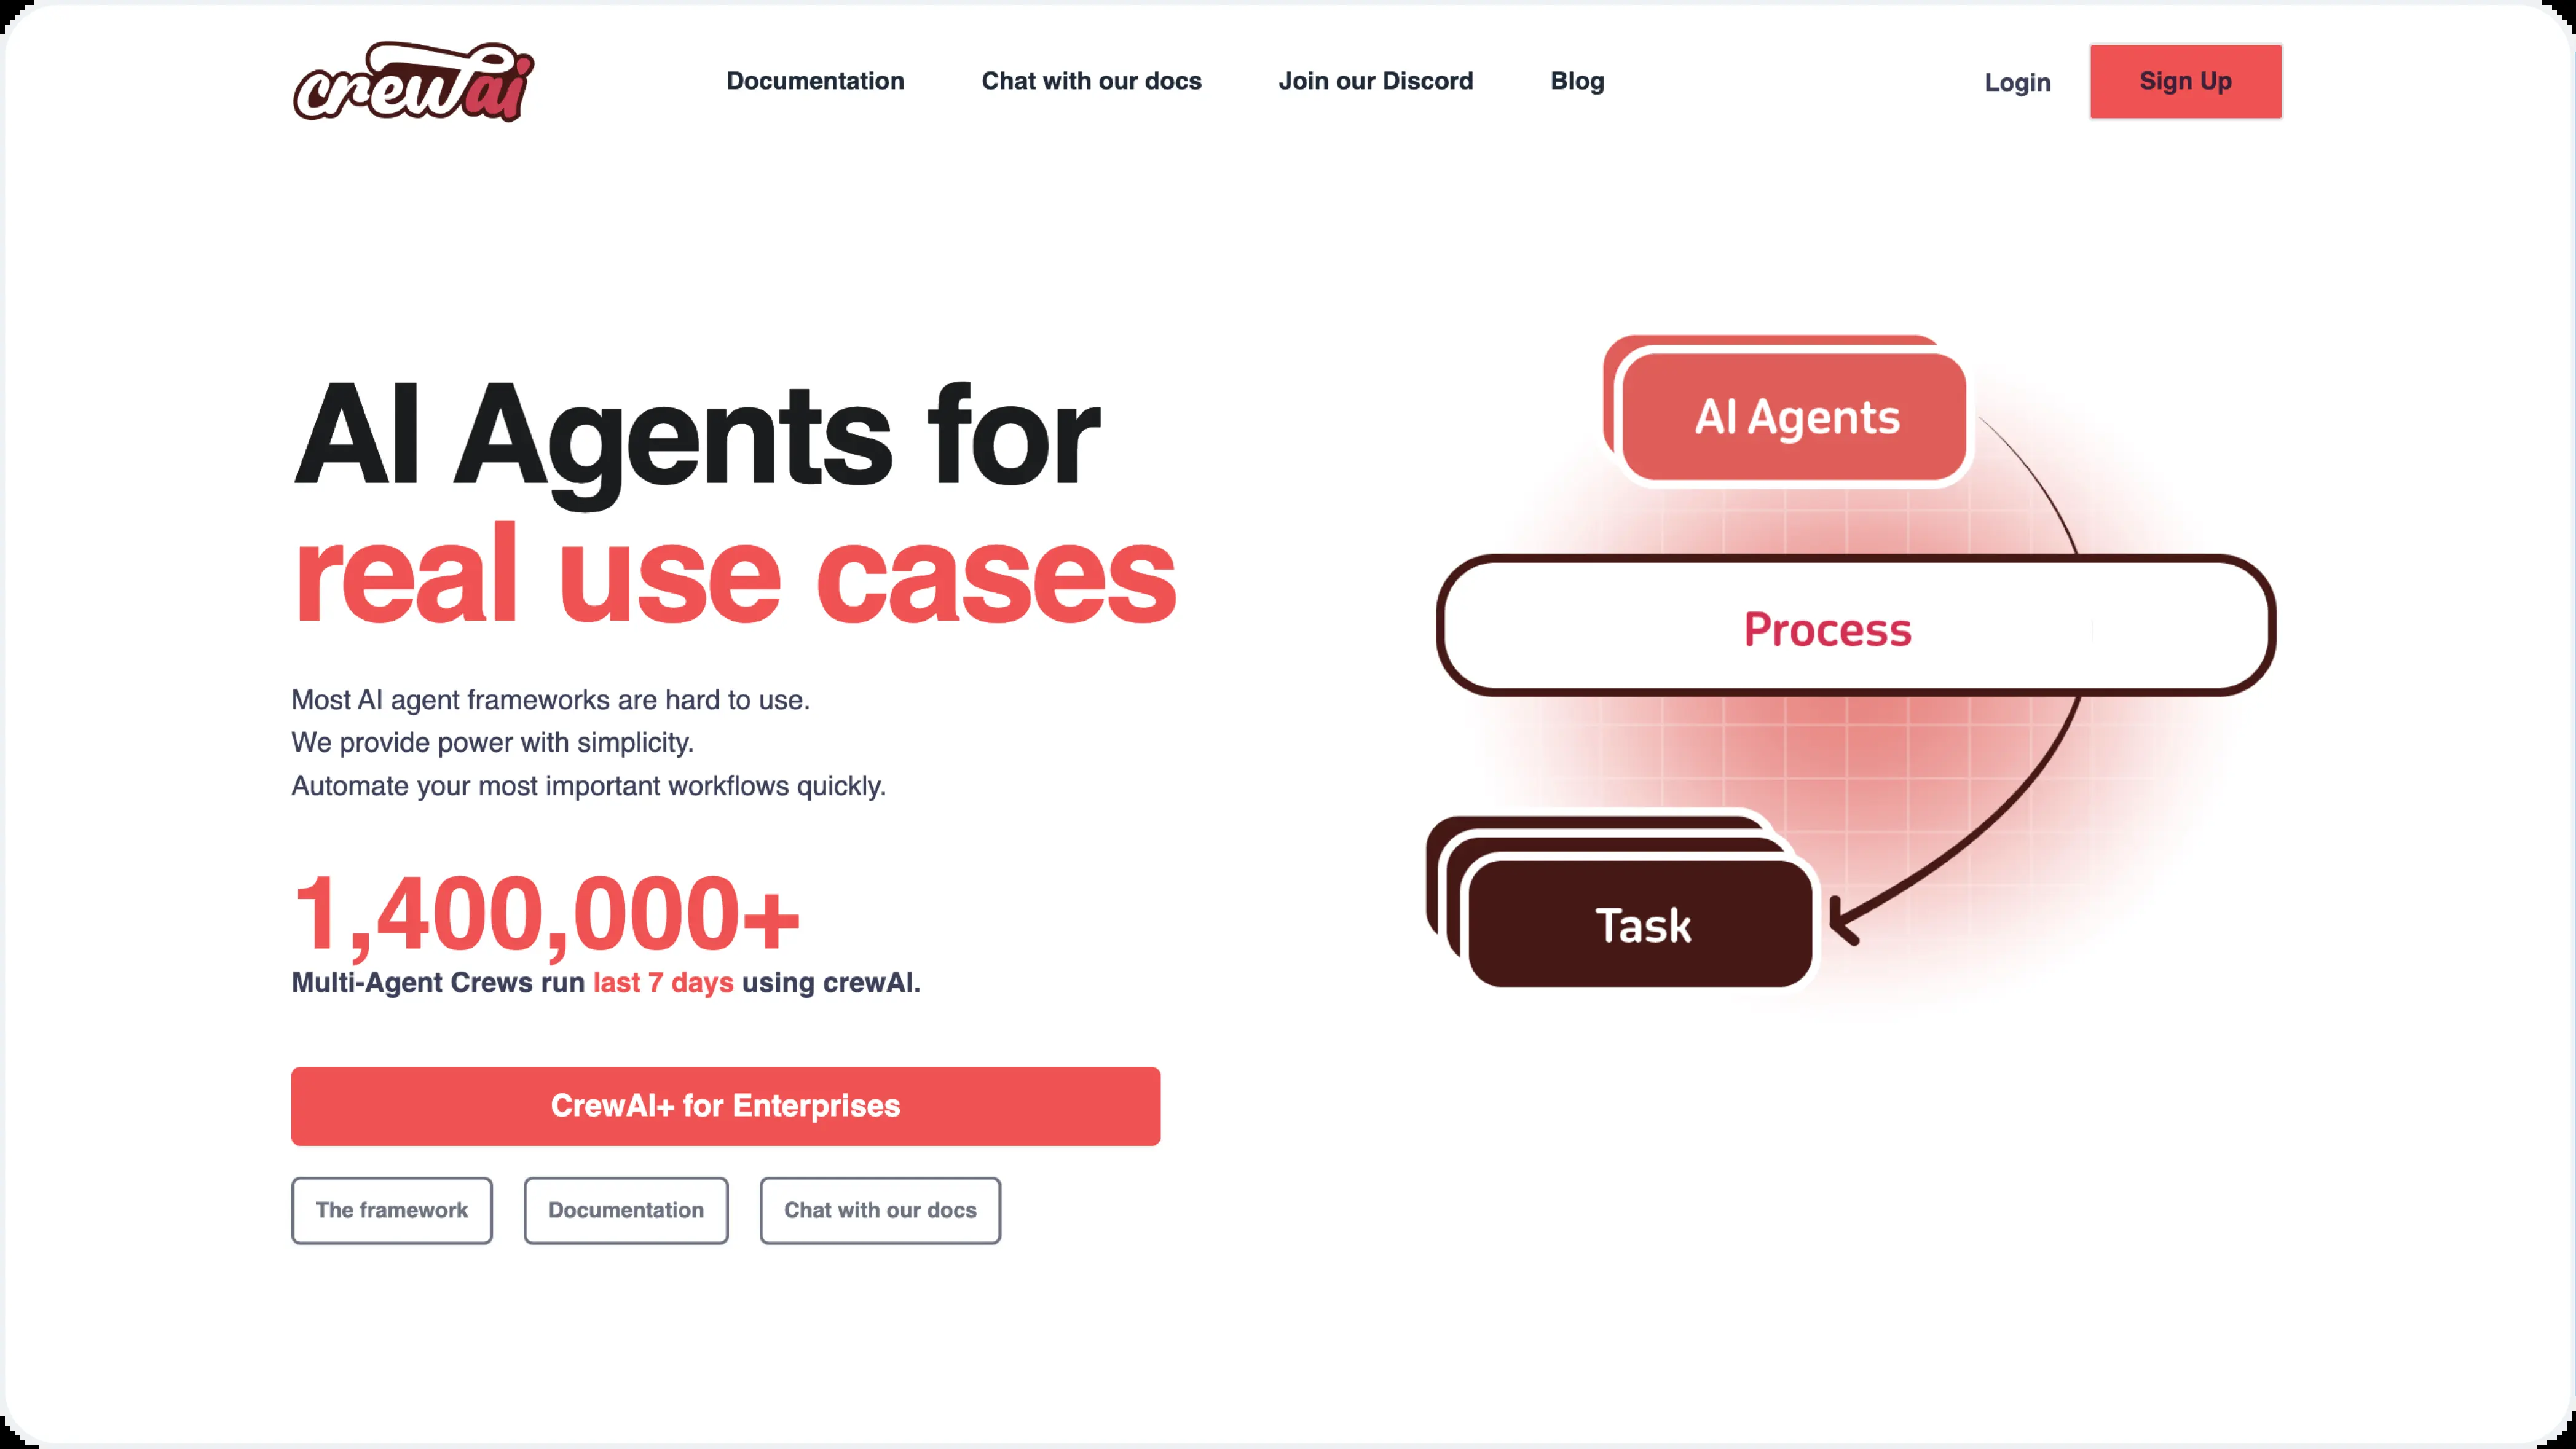 crewai
Documentation
Chat with our docs
Join our Discord
Blog
Login
Sign Up
AI Agents for
real use cases
Most AI agent frameworks are hard to use.
We provide power with simplicity.
Automate your most important workflows quickly.
1,400,000+
Multi-Agent Crews run last 7 days using crewAI.
CrewAI+ for Enterprises
The framework
Documentation
Chat with our docs
AI Agents
Process
Task